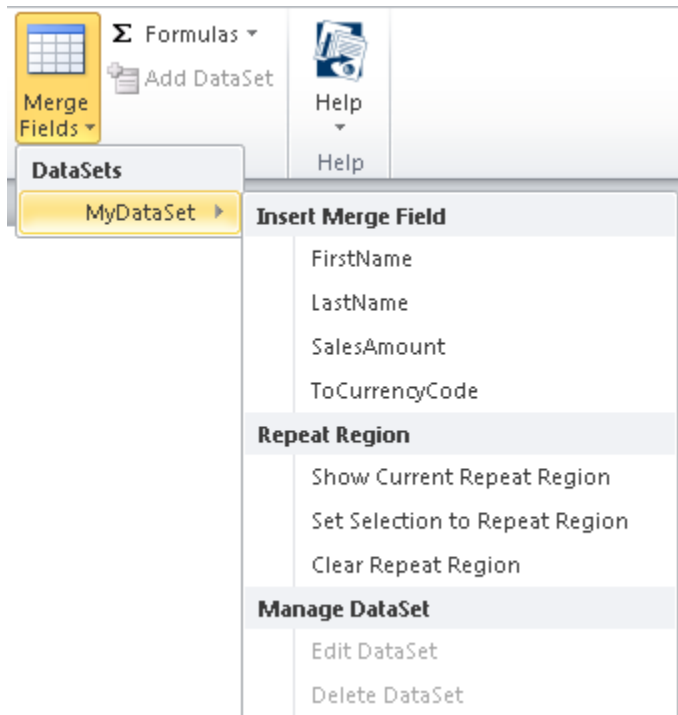 Σ Formulas
Add DataSet
Merge
Fields
Help
Help
DataSets
MyDataSet
Insert Merge Field
FirstName
LastName
SalesAmount
ToCurrencyCode
Repeat Region
Show Current Repeat Region
Set Selection to Repeat Region
Clear Repeat Region
Manage DataSet
Edit DataSet
Delete DataSet